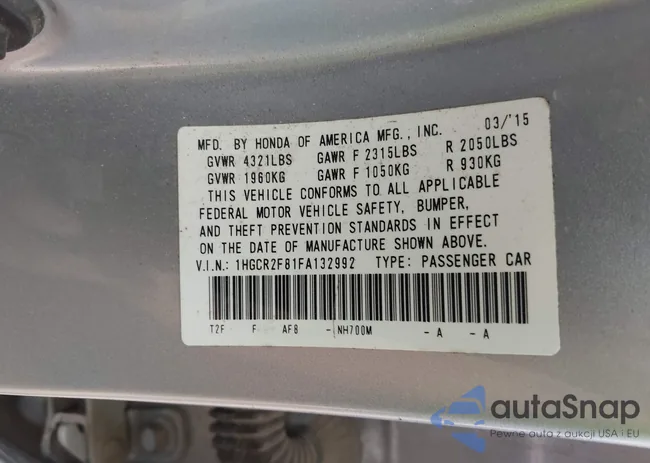 MFD. BY HONDA OF AMERICA MFG., INC. 03/'15
GVWR 4321LBS GAWR F 2315LBS R 2050LBS
GVWR 1960KG GAWR F 1050KG R 930KG
THIS VEHICLE CONFORMS TO ALL APPLICABLE
FEDERAL MOTOR VEHICLE SAFETY, BUMPER,
AND THEFT PREVENTION STANDARDS IN EFFECT
ON THE DATE OF MANUFACTURE SHOWN ABOVE.
V.I.N.: 1HGCR2F81FA132992 TYPE: PASSENGER CAR
T2F F AF8 - NH700M - A - A
autaSnap
Pewne auta z aukcji USA i EU